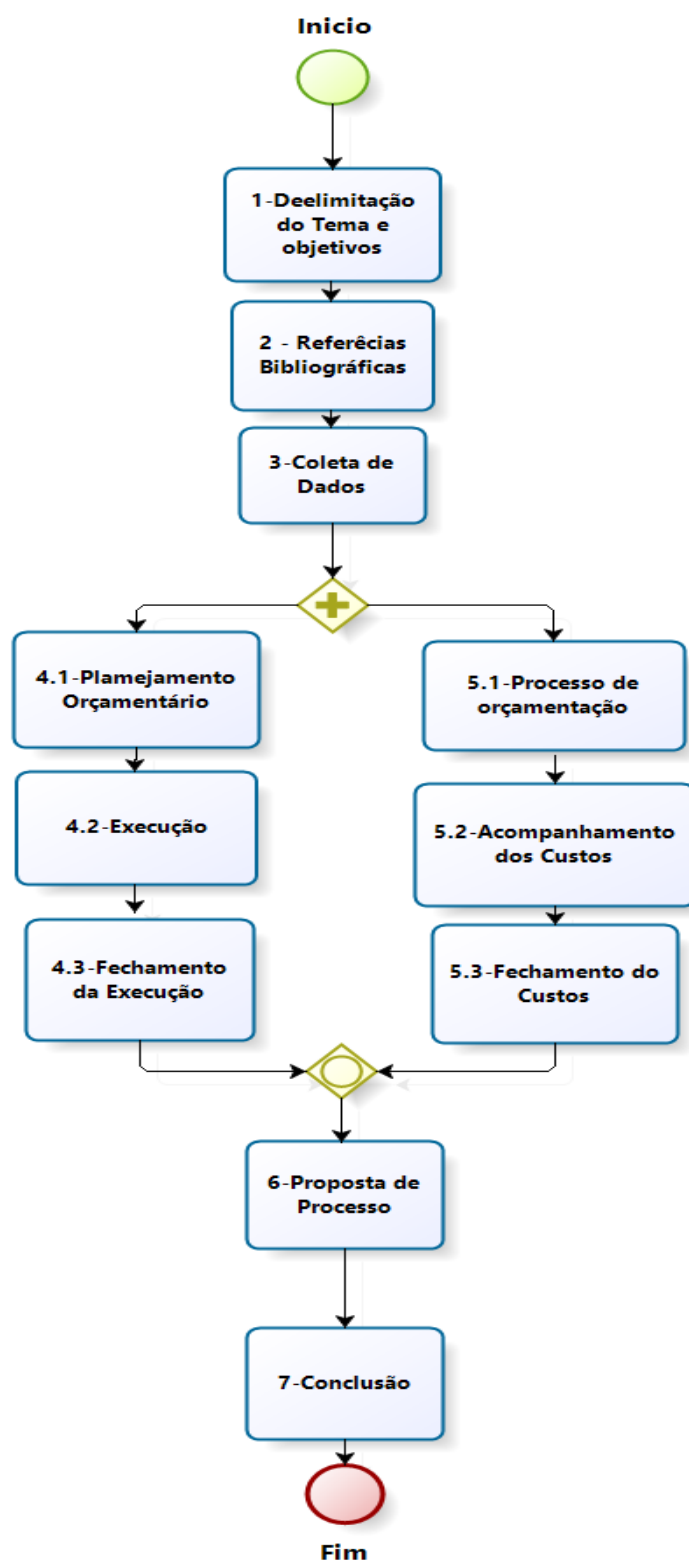 Inicio
1-Deelimitação
do Tema e
objetivos
2 - Referêcias
Bibliográficas
3-Coleta de
Dados
4.1-Plamejamento
Orçamentário
4.2-Execução
4.3-Fechamento
da Execução
5.1-Processo de
orçamentação
5.2-Acompanhamento
dos Custos
5.3-Fechamento do
Custos
6-Proposta de
Processo
7-Conclusão
Fim